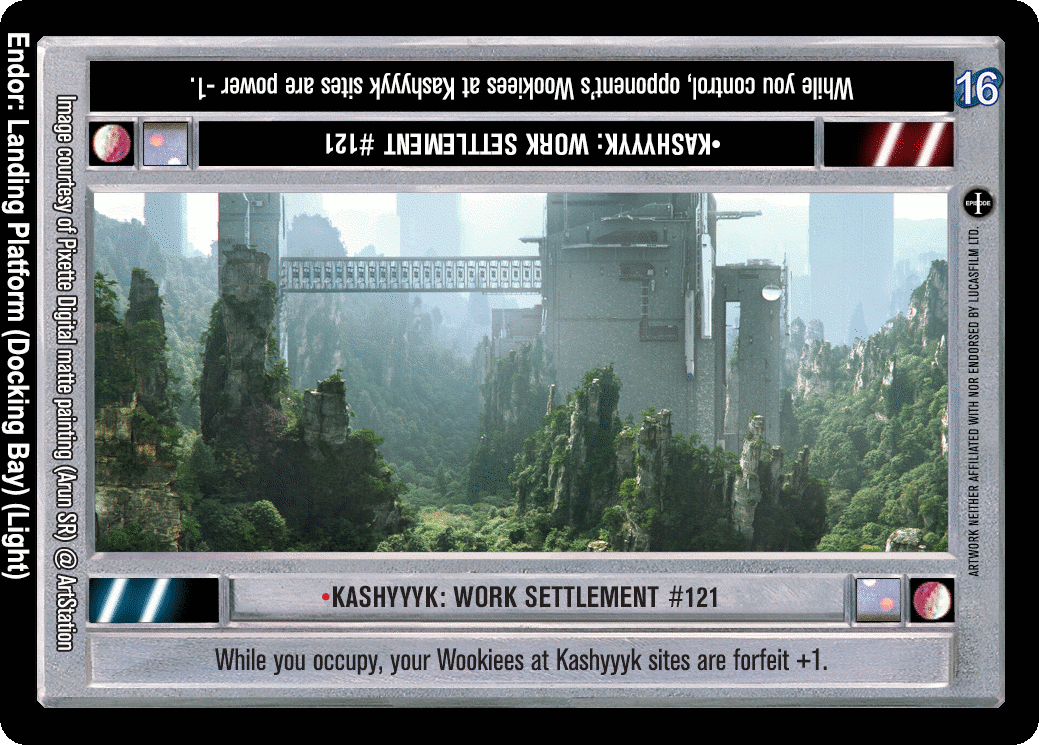 While you control, opponent's Wookiees at Kashyyyk sites are power -1.
16
•KASHYYYK: WORK SETTLEMENT #121
EPISODE
I
Endor: Landing Platform (Docking Bay) (Light)
Image courtesy of Pixette Digital matte painting (Arun SR) @ ArtStation
ARTWORK NEITHER AFFILIATED WITH NOR ENDORSED BY LUCASFILM LTD.
•KASHYYYK: WORK SETTLEMENT #121
While you occupy, your Wookiees at Kashyyyk sites are forfeit +1.